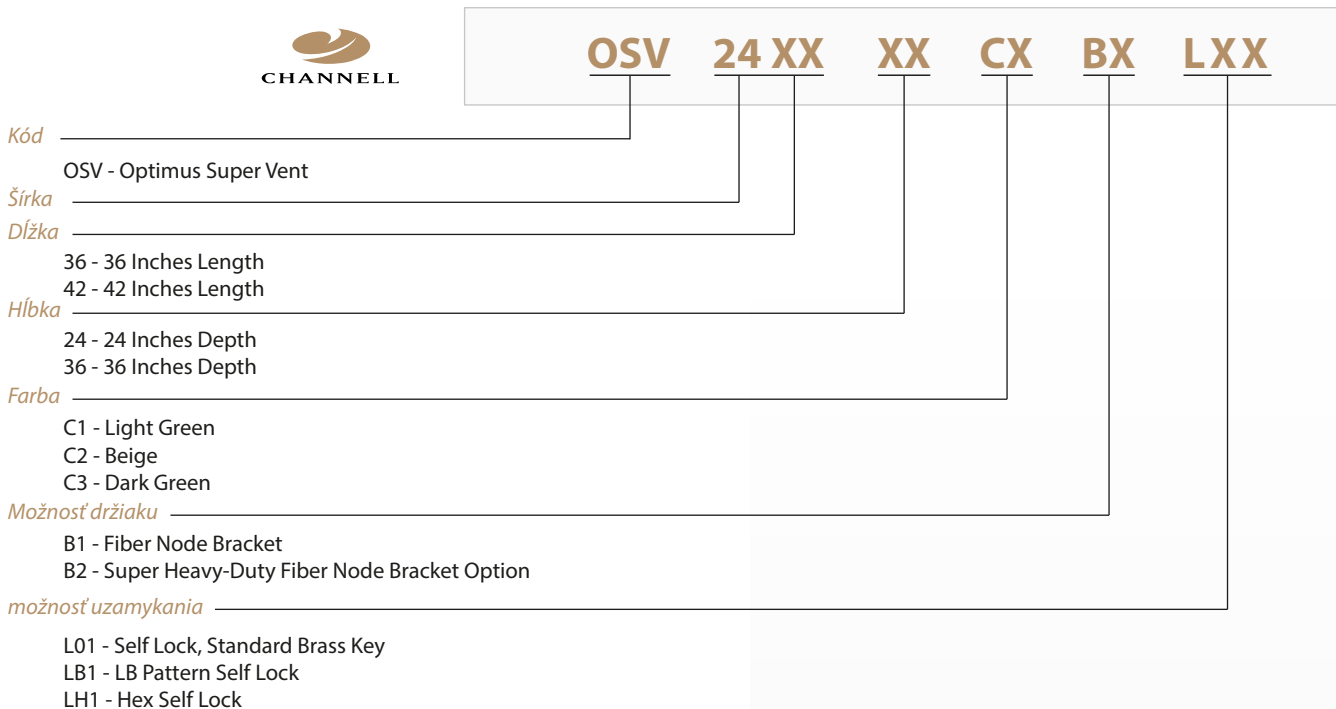 CHANNELL
OSV 24 XX XX CX BX LXX
Kód
OSV - Optimus Super Vent
Šírka
Dĺžka
36 - 36 Inches Length
42 - 42 Inches Length
Hĺbka
24 - 24 Inches Depth
36 - 36 Inches Depth
Farba
C1 - Light Green
C2 - Beige
C3 - Dark Green
Možnosť držiaku
B1 - Fiber Node Bracket
B2 - Super Heavy-Duty Fiber Node Bracket Option
možnosť uzamykania
L01 - Self Lock, Standard Brass Key
LB1 - LB Pattern Self Lock
LH1 - Hex Self Lock